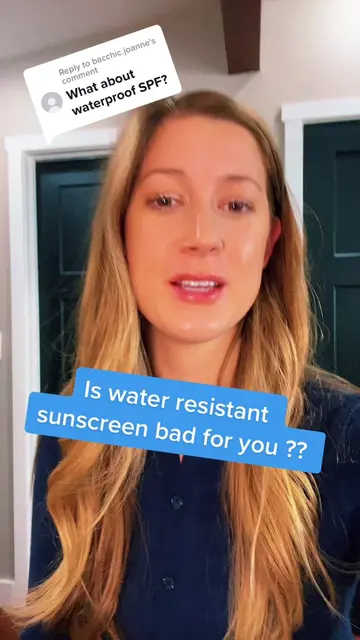 Reply to bacchic.joanne's
comment
What about
waterproof SPF?
Is water resistant
sunscreen bad for you ??